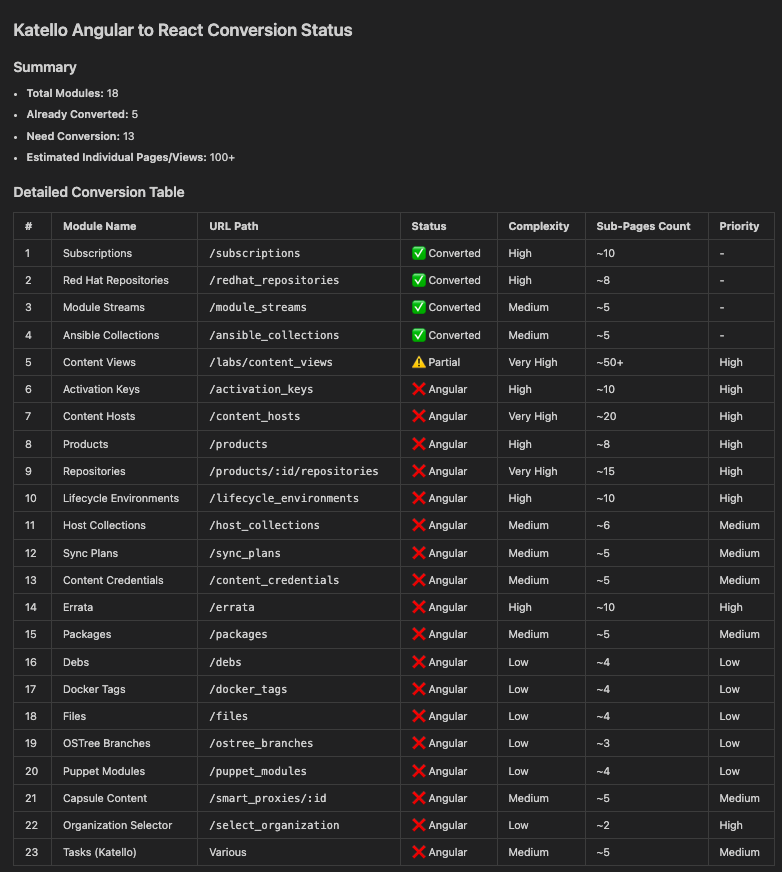 Katello Angular to React Conversion Status
Summary
• Total Modules: 18
• Already Converted: 5
• Need Conversion: 13
• Estimated Individual Pages/Views: 100+
Detailed Conversion Table
# Module Name URL Path Status Complexity Sub-Pages Count Priority
1 Subscriptions /subscriptions ✅ Converted High ~10 -
2 Red Hat Repositories /redhat_repositories ✅ Converted High ~8 -
3 Module Streams /module_streams ✅ Converted Medium ~5 -
4 Ansible Collections /ansible_collections ✅ Converted Medium ~5 -
5 Content Views /labs/content_views ⚠️ Partial Very High ~50+ High
6 Activation Keys /activation_keys ❌ Angular High ~10 High
7 Content Hosts /content_hosts ❌ Angular Very High ~20 High
8 Products /products ❌ Angular High ~8 High
9 Repositories /products/:id/repositories ❌ Angular Very High ~15 High
10 Lifecycle Environments /lifecycle_environments ❌ Angular High ~10 High
11 Host Collections /host_collections ❌ Angular Medium ~6 Medium
12 Sync Plans /sync_plans ❌ Angular Medium ~5 Medium
13 Content Credentials /content_credentials ❌ Angular Medium ~5 Medium
14 Errata /errata ❌ Angular High ~10 High
15 Packages /packages ❌ Angular Medium ~5 Medium
16 Debs /debs ❌ Angular Low ~4 Low
17 Docker Tags /docker_tags ❌ Angular Low ~4 Low
18 Files /files ❌ Angular Low ~4 Low
19 OSTree Branches /ostree_branches ❌ Angular Low ~3 Low
20 Puppet Modules /puppet_modules ❌ Angular Low ~4 Low
21 Capsule Content /smart_proxies/:id ❌ Angular Medium ~5 Medium
22 Organization Selector /select_organization ❌ Angular Low ~2 High
23 Tasks (Katello) Various ❌ Angular Medium ~5 Medium